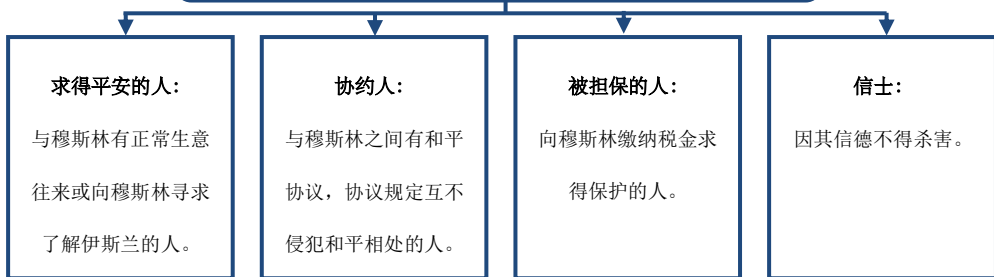 求得平安的人：
与穆斯林有正常生意
往来或向穆斯林寻求
了解伊斯兰的人。
协约人：
与穆斯林之间有和平
协议，协议规定互不
侵犯和平相处的人。
被担保的人：
向穆斯林缴纳税金求
得保护的人。
信士：
因其信德不得杀害。